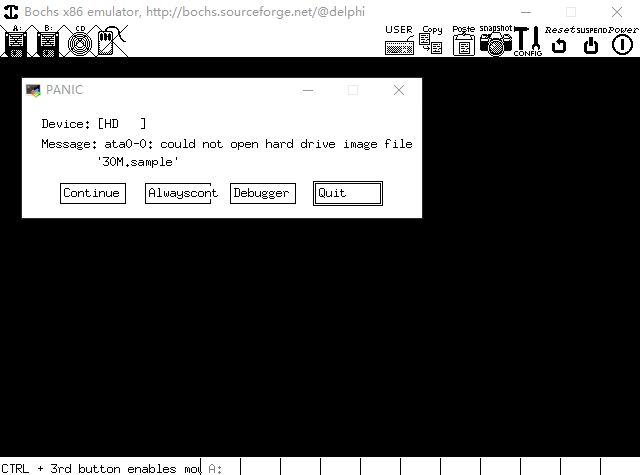 Bochs x86 emulator, http://bochs.sourceforge.net/@delphi
A: B: CD USER Copy Paste snapshot CONFIG Reset SUSPEND Power
PANIC
Device: [HD   ]
Message: ata0-0: could not open hard drive image file
'30M.sample'
Continue Alwayscont Debugger Quit
CTRL + 3rd button enables mou A: